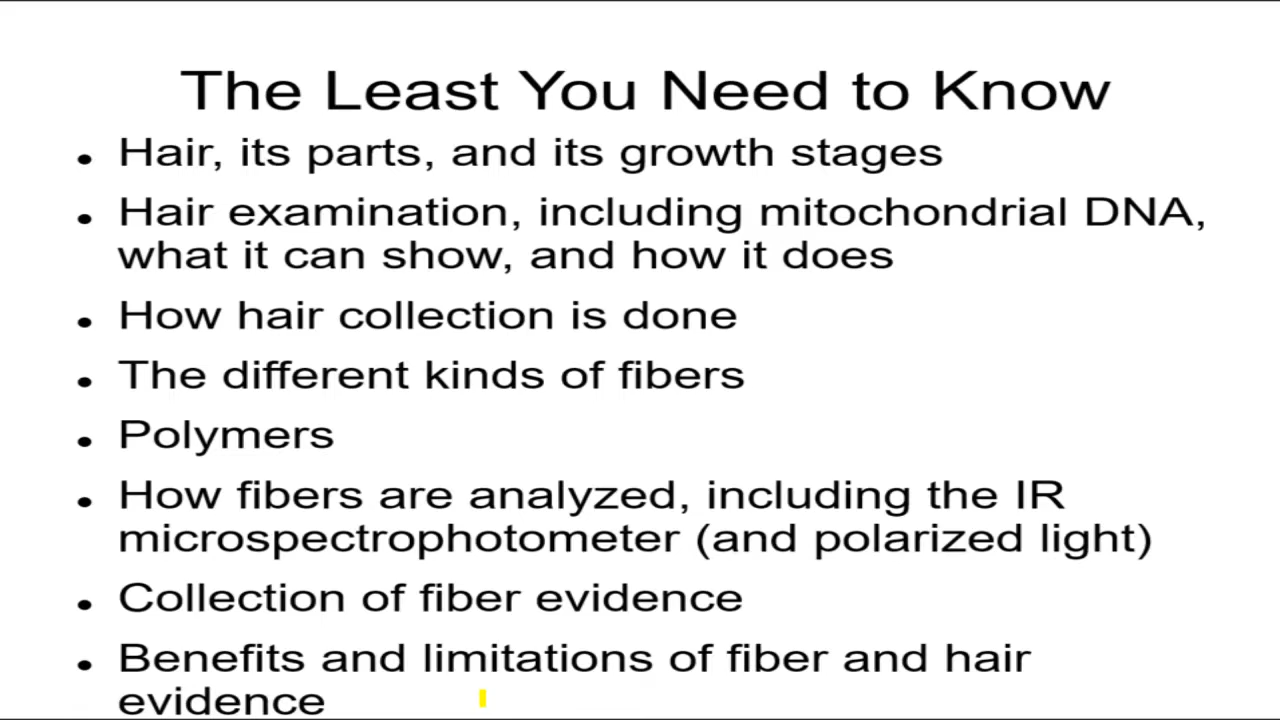 The Least You Need to Know
• Hair, its parts, and its growth stages
• Hair examination, including mitochondrial DNA,
what it can show, and how it does
• How hair collection is done
• The different kinds of fibers
• Polymers
• How fibers are analyzed, including the IR
microspectrophotometer (and polarized light)
• Collection of fiber evidence
• Benefits and limitations of fiber and hair
evidence